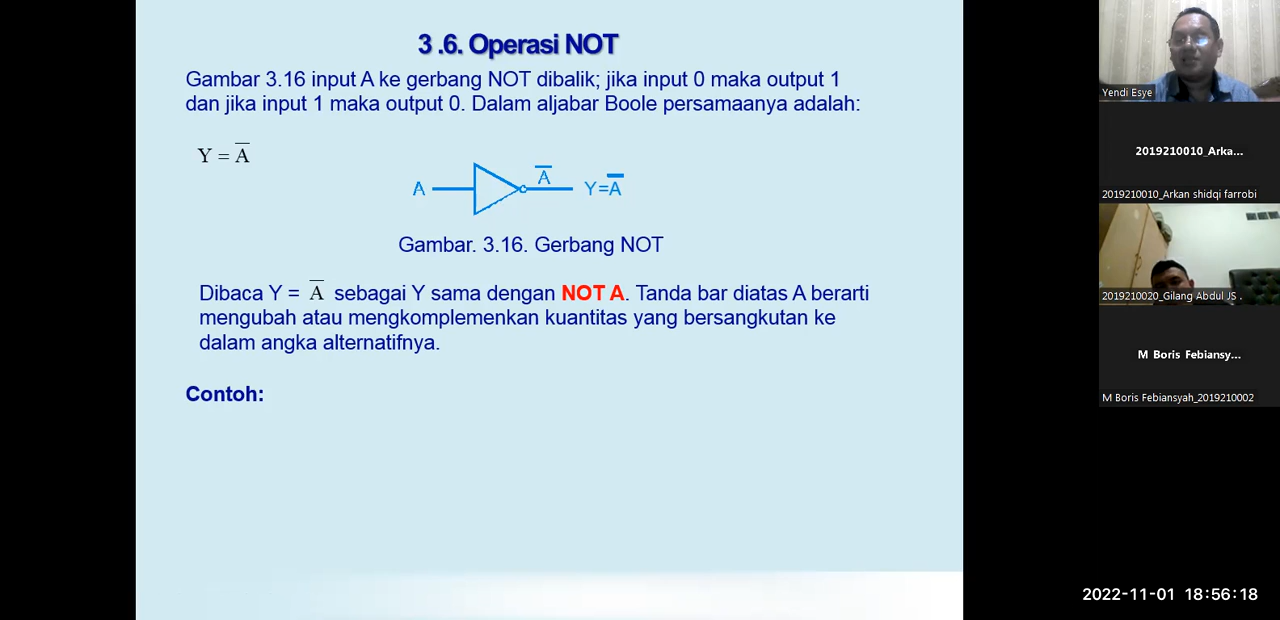 3 .6. Operasi NOT
Gambar 3.16 input A ke gerbang NOT dibalik; jika input 0 maka output 1
dan jika input 1 maka output 0. Dalam aljabar Boole persamaanya adalah:
Y = A̅
A
A̅
Y=A̅
Gambar. 3.16. Gerbang NOT
Dibaca Y = A̅ sebagai Y sama dengan NOT A. Tanda bar diatas A berarti
mengubah atau mengkomplemenkan kuantitas yang bersangkutan ke
dalam angka alternatifnya.
Contoh:
Yendi Esye
2019210010_Arka...
2019210010_Arkan shidqi farrobi
2019210020_Gilang Abdul JS .
M Boris Febiansy...
M Boris Febiansyah_2019210002
2022-11-01 18:56:18